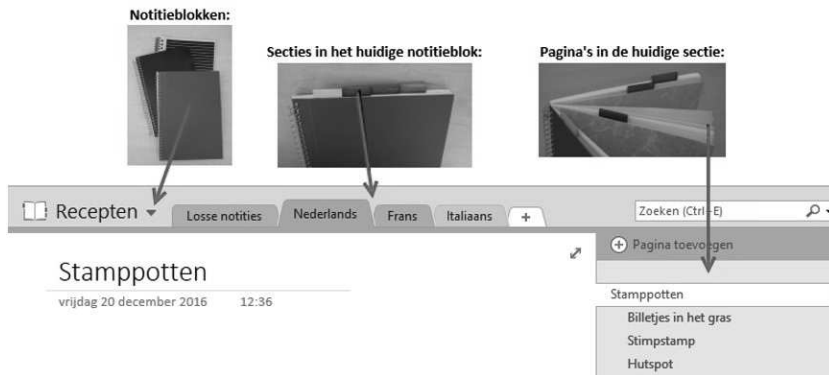 Notitieblokken:
Secties in het huidige notitieblok:
Pagina's in de huidige sectie:
Recepten
Losse notities
Nederlands
Frans
Italiaans
+
Zoeken (Ctrl+E)
Pagina toevoegen
Stamppotten
vrijdag 20 december 2016 12:36
Stamppotten
Billetjes in het gras
Stimpstamp
Hutspot